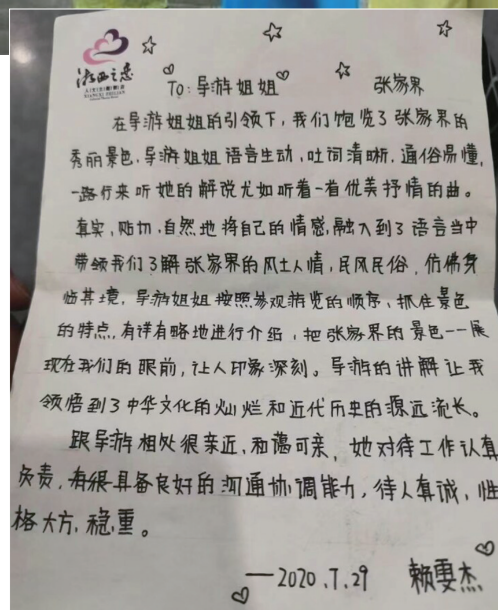 湘西之恋
To: 导游姐姐 张家界
在导游姐姐的引领下,我们饱览了张家界的
秀丽景色,导游姐姐语音生动,吐词清晰,通俗易懂,
一路行来听她的解说尤如听着一首优美抒情的曲。
真实,贴切,自然地将自己的情感,融入到了语言当中
带领我们了解张家界的风土人情,民风民俗,仿佛身
临其境,导游姐姐按照参观游览的顺序,抓住景色
的特点,有详有略地进行介绍,把张家界的景色一一展
现在我们的眼前,让人印象深刻。导游的讲解让我
领悟到了中华文化的灿烂和近代历史的源远流长。
跟导游相处很亲近,和蔼可亲,她对待工作认真
负责,具备良好的沟通协调能力,待人真诚,性
格大方,稳重。
—2020.7.29 赖雯杰